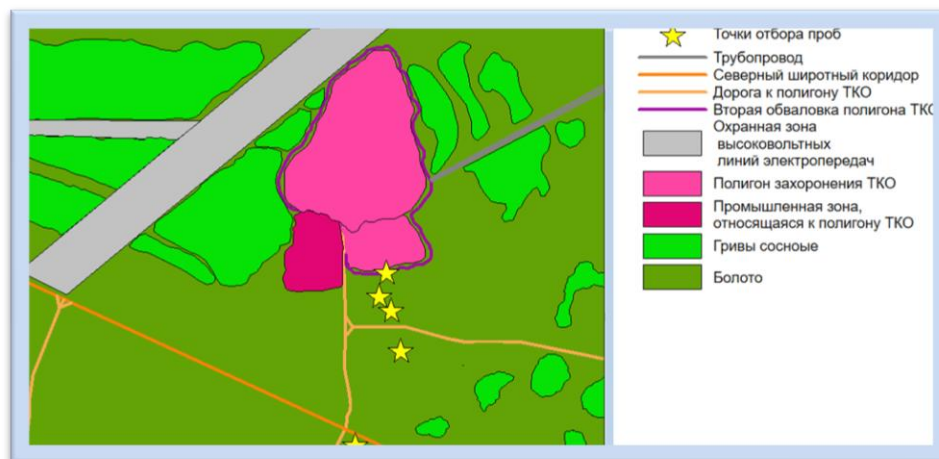 Точки отбора проб
Трубопровод
Северный широтный коридор
Дорога к полигону ТКО
Вторая обваловка полигона ТКО
Охранная зона
высоковольтных
линий электропередач
Полигон захоронения ТКО
Промышленная зона,
относящаяся к полигону ТКО
Гривы сосноые
Болото